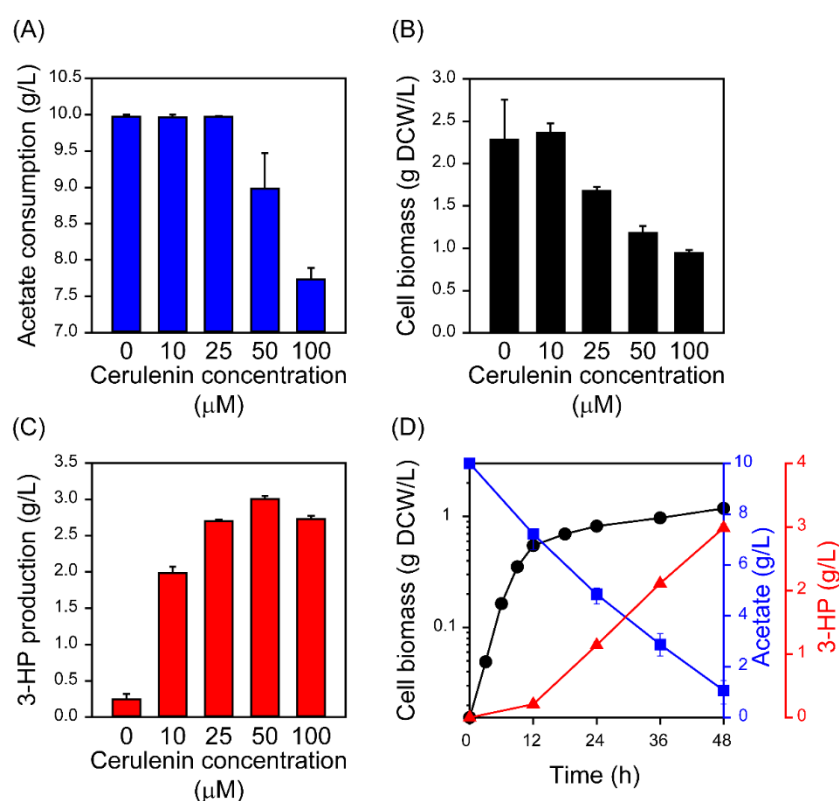 (A)
Acetate consumption (g/L)
10.5
10.0
9.5
9.0
8.5
8.0
7.5
7.0
0 10 25 50 100
Cerulenin concentration
(μM)
(B)
Cell biomass (g DCW/L)
3.0
2.5
2.0
1.5
1.0
0.5
0.0
0 10 25 50 100
Cerulenin concentration
(μM)
(C)
3-HP production (g/L)
3.5
3.0
2.5
2.0
1.5
1.0
0.5
0.0
0 10 25 50 100
Cerulenin concentration
(μM)
(D)
Cell biomass (g DCW/L)
1
0.1
0 12 24 36 48
Time (h)
10
8
6
4
2
0
Acetate (g/L)
4
3
2
1
0
3-HP (g/L)